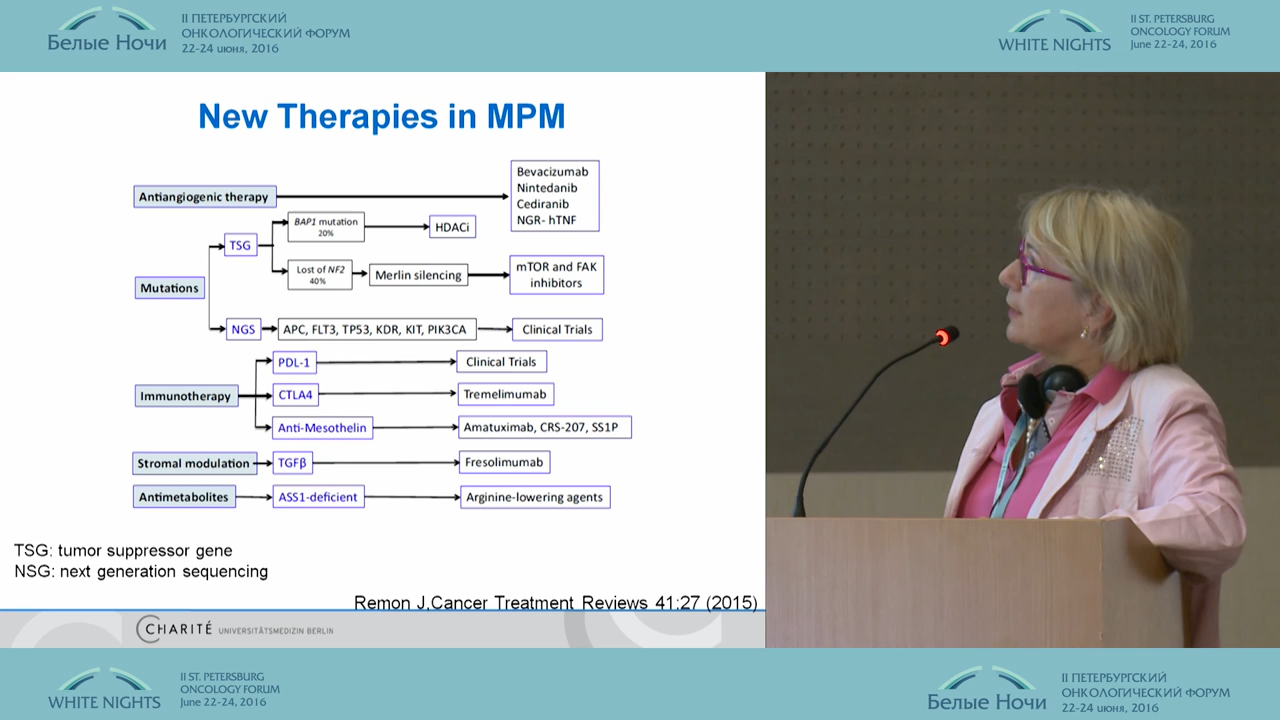 Белые Ночи
II ПЕТЕРБУРГСКИЙ
ОНКОЛОГИЧЕСКИЙ ФОРУМ
22-24 июня, 2016
WHITE NIGHTS
II ST. PETERSBURG
ONCOLOGY FORUM
June 22-24, 2016
New Therapies in MPM
Antiangiogenic therapy
Bevacizumab
Nintedanib
Cediranib
NGR- hTNF
Mutations
TSG
BAP1 mutation
20%
HDACi
Lost of NF2
40%
Merlin silencing
mTOR and FAK
inhibitors
NGS
APC, FLT3, TP53, KDR, KIT, PIK3CA
Clinical Trials
Immunotherapy
PDL-1
Clinical Trials
CTLA4
Tremelimumab
Anti-Mesothelin
Amatuximab, CRS-207, SS1P
Stromal modulation
TGFβ
Fresolimumab
Antimetabolites
ASS1-deficient
Arginine-lowering agents
TSG: tumor suppressor gene
NSG: next generation sequencing
Remon J,Cancer Treatment Reviews 41:27 (2015)
CHARITÉ UNIVERSITÄTSMEDIZIN BERLIN
WHITE NIGHTS
II ST. PETERSBURG
ONCOLOGY FORUM
June 22-24, 2016
Белые Ночи
II ПЕТЕРБУРГСКИЙ
ОНКОЛОГИЧЕСКИЙ ФОРУМ
22-24 июня, 2016